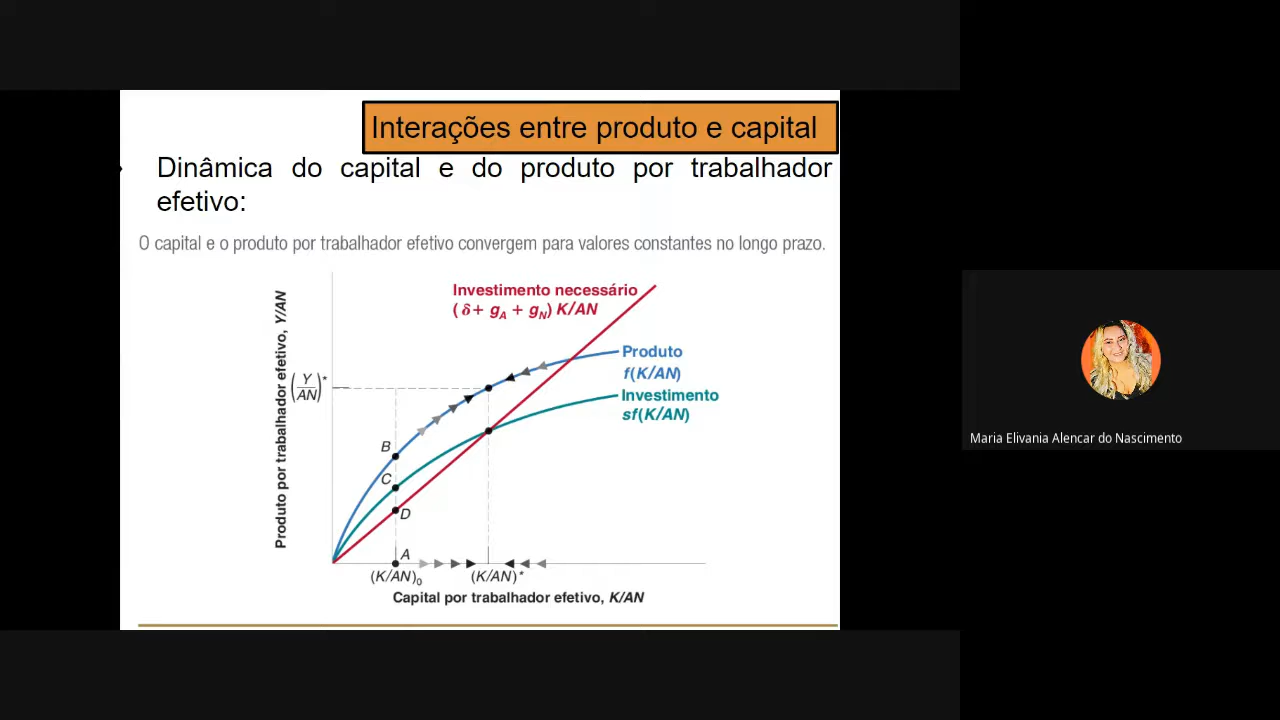 Interações entre produto e capital
Dinâmica do capital e do produto por trabalhador
efetivo:
O capital e o produto por trabalhador efetivo convergem para valores constantes no longo prazo.
Produto por trabalhador efetivo, Y/AN
Investimento necessário
(δ + gA + gN) K/AN
Produto
f(K/AN)
Investimento
sf(K/AN)
(Y/AN)*
B
C
D
A
(K/AN)0
(K/AN)*
Capital por trabalhador efetivo, K/AN
Maria Elivania Alencar do Nascimento